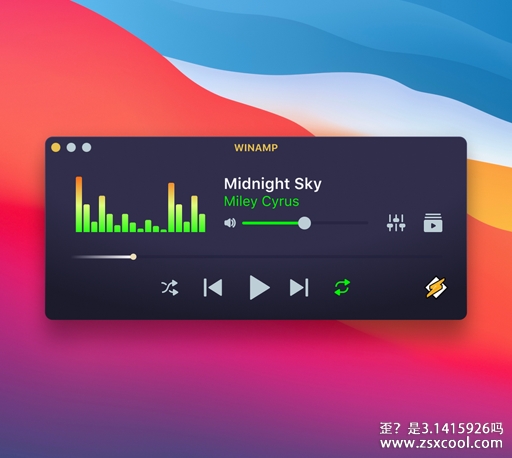 WINAMP
Midnight Sky
Miley Cyrus
歪？是3.1415926吗
www.zsxcool.com